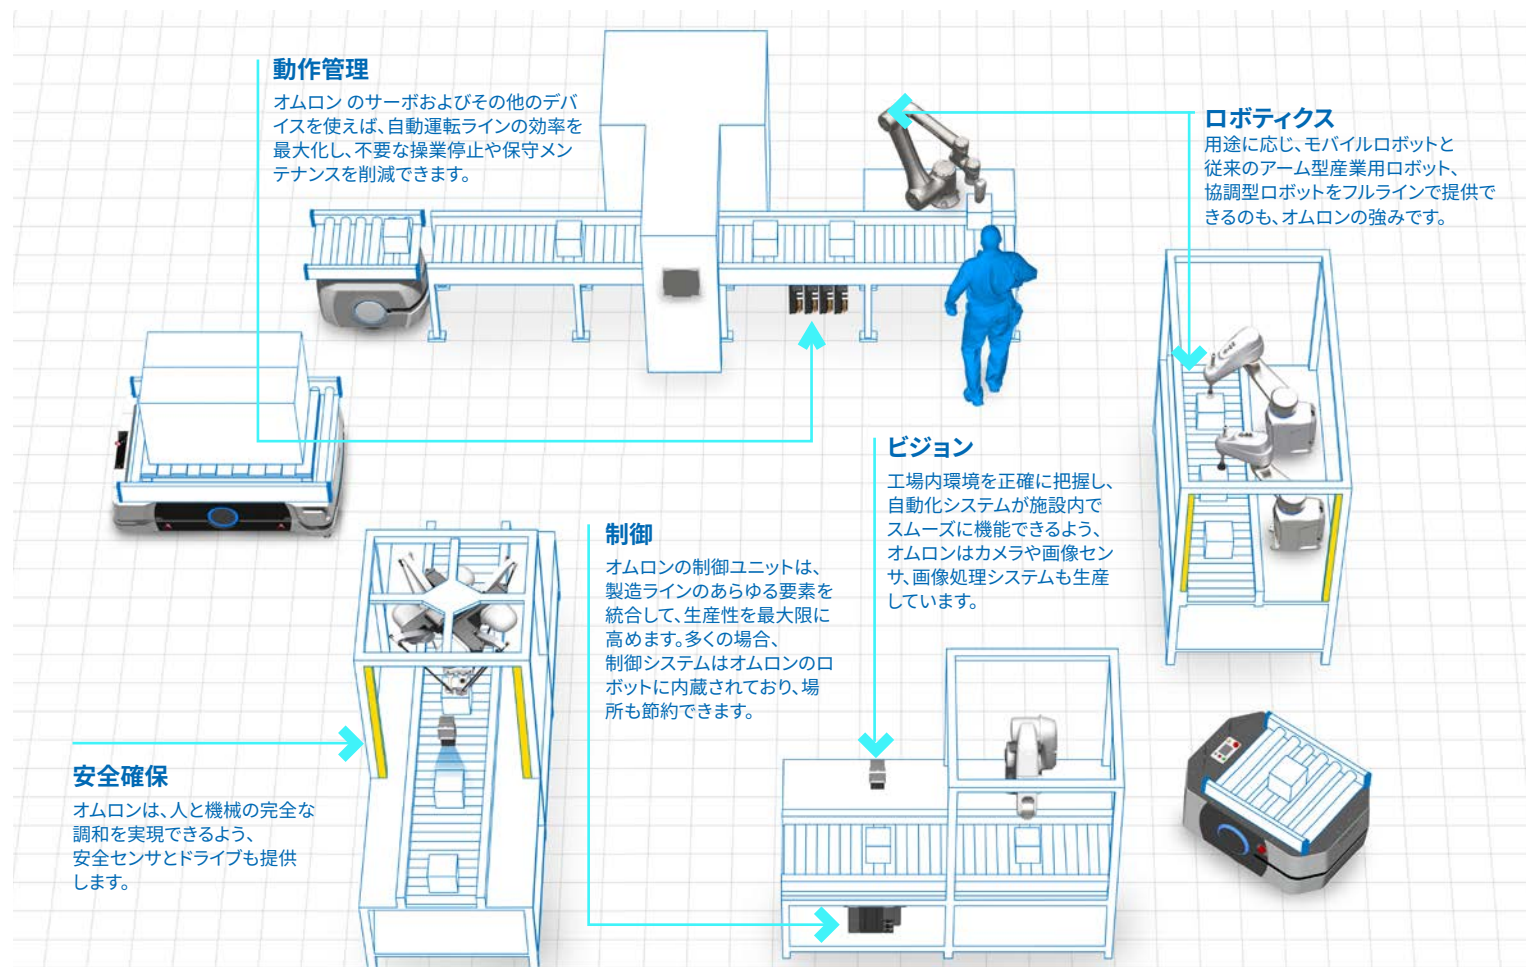 動作管理
オムロン のサーボおよびその他のデバ
イスを使えば、自動運転ラインの効率を
最大化し、不要な操業停止や保守メン
テナンスを削減できます。
ロボティクス
用途に応じ、モバイルロボットと
従来のアーム型産業用ロボット、
協調型ロボットをフルラインで提供で
きるのも、オムロンの強みです。
ビジョン
工場内環境を正確に把握し、
自動化システムが施設内で
スムーズに機能できるよう、
オムロンはカメラや画像セン
サ、画像処理システムも生産
しています。
制御
オムロンの制御ユニットは、
製造ラインのあらゆる要素を
統合して、生産性を最大限に
高めます。多くの場合、
制御システムはオムロンのロ
ボットに内蔵されており、場
所も節約できます。
安全確保
オムロンは、人と機械の完全な
調和を実現できるよう、
安全センサとドライブも提供
します。